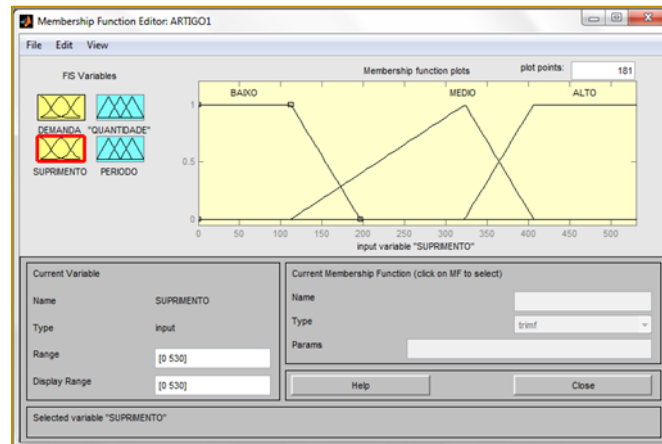 Membership Function Editor: ARTIGO1
File Edit View
FIS Variables
DEMANDA "QUANTIDADE"
SUPRIMENTO PERIODO
Membership function plots
plot points: 181
BAIXO MEDIO ALTO
1
0.5
0
0 50 100 150 200 250 300 350 400 450 500
input variable "SUPRIMENTO"
Current Variable
Name SUPRIMENTO
Type input
Range [0 530]
Display Range [0 530]
Current Membership Function (click on MF to select)
Name
Type trimf
Params
Help Close
Selected variable "SUPRIMENTO"